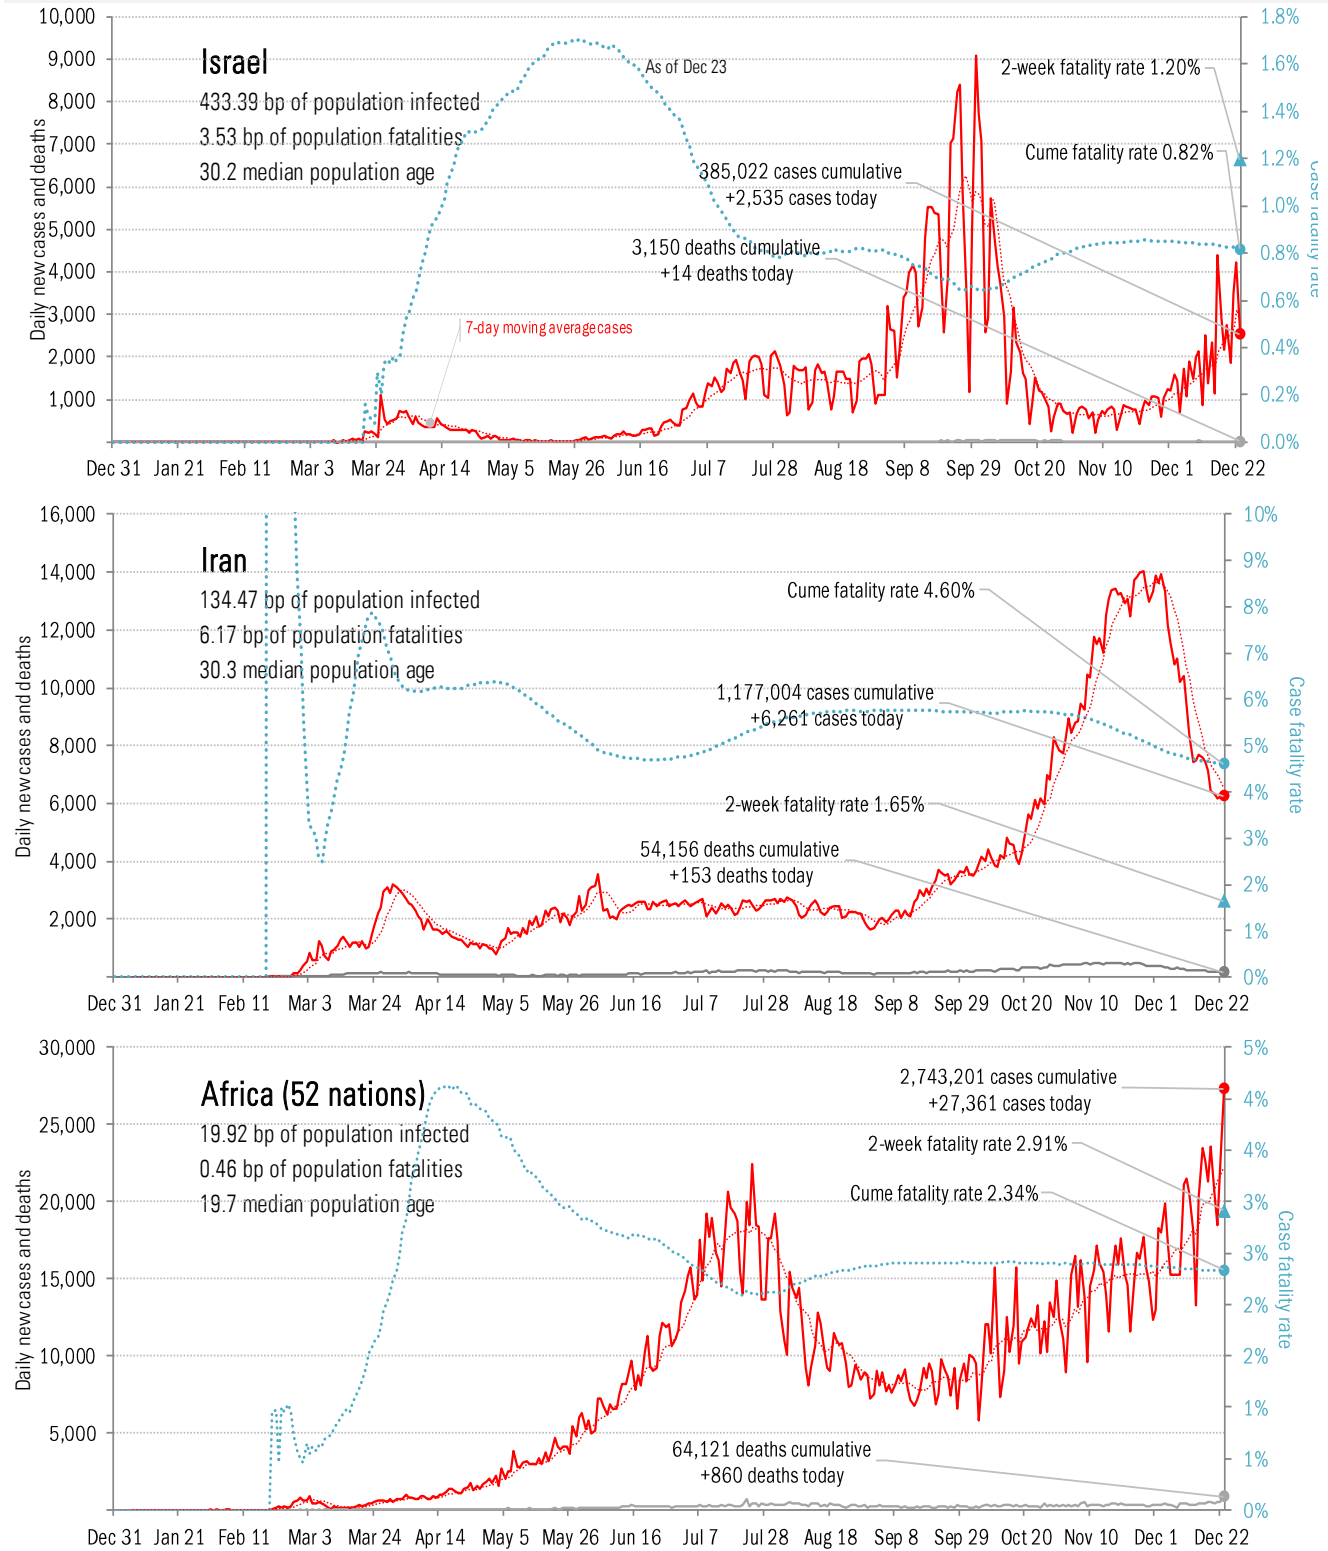 Israel
433.39 bp of population infected
3.53 bp of population fatalities
30.2 median population age
As of Dec 23
2-week fatality rate 1.20%
Cume fatality rate 0.82%
385,022 cases cumulative
+2,535 cases today
3,150 deaths cumulative
+14 deaths today
7-day moving average cases
Daily new cases and deaths
10,000
9,000
8,000
7,000
6,000
5,000
4,000
3,000
2,000
1,000
1.8%
1.6%
1.4%
1.2%
1.0%
0.8%
0.6%
0.4%
0.2%
0.0%
Case fatality rate
Dec 31 Jan 21 Feb 11 Mar 3 Mar 24 Apr 14 May 5 May 26 Jun 16 Jul 7 Jul 28 Aug 18 Sep 8 Sep 29 Oct 20 Nov 10 Dec 1 Dec 22
Iran
134.47 bp of population infected
6.17 bp of population fatalities
30.3 median population age
Cume fatality rate 4.60%
1,177,004 cases cumulative
+6,261 cases today
2-week fatality rate 1.65%
54,156 deaths cumulative
+153 deaths today
Daily new cases and deaths
16,000
14,000
12,000
10,000
8,000
6,000
4,000
2,000
10%
9%
8%
7%
6%
5%
4%
3%
2%
1%
0%
Case fatality rate
Dec 31 Jan 21 Feb 11 Mar 3 Mar 24 Apr 14 May 5 May 26 Jun 16 Jul 7 Jul 28 Aug 18 Sep 8 Sep 29 Oct 20 Nov 10 Dec 1 Dec 22
Africa (52 nations)
19.92 bp of population infected
0.46 bp of population fatalities
19.7 median population age
2,743,201 cases cumulative
+27,361 cases today
2-week fatality rate 2.91%
Cume fatality rate 2.34%
64,121 deaths cumulative
+860 deaths today
Daily new cases and deaths
30,000
25,000
20,000
15,000
10,000
5,000
5%
4%
4%
3%
3%
2%
2%
1%
1%
0%
Case fatality rate
Dec 31 Jan 21 Feb 11 Mar 3 Mar 24 Apr 14 May 5 May 26 Jun 16 Jul 7 Jul 28 Aug 18 Sep 8 Sep 29 Oct 20 Nov 10 Dec 1 Dec 22